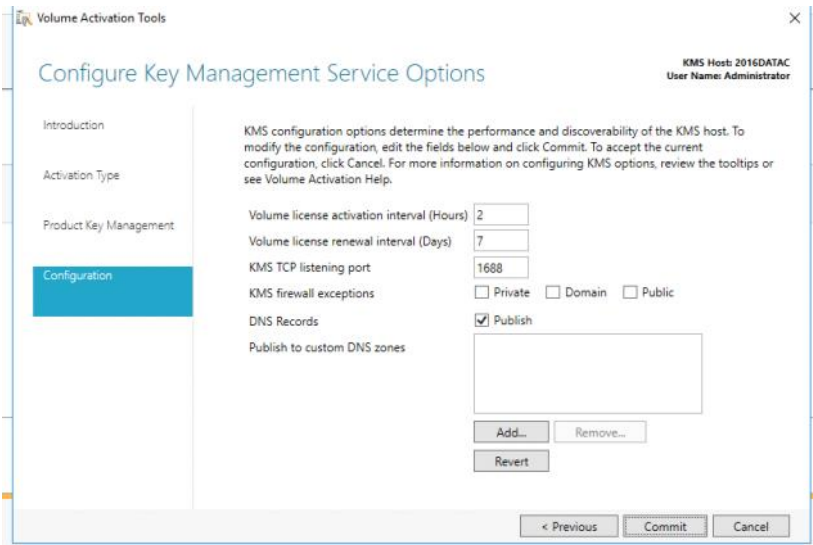 Volume Activation Tools
Configure Key Management Service Options
KMS Host: 2016DATAC
User Name: Administrator
Introduction
Activation Type
Product Key Management
Configuration
KMS configuration options determine the performance and discoverability of the KMS host. To
modify the configuration, edit the fields below and click Commit. To accept the current
configuration, click Cancel. For more information on configuring KMS options, review the tooltips or
see Volume Activation Help.
Volume license activation interval (Hours) 2
Volume license renewal interval (Days) 7
KMS TCP listening port 1688
KMS firewall exceptions Private Domain Public
DNS Records Publish
Publish to custom DNS zones
Add... Remove...
Revert
< Previous Commit Cancel